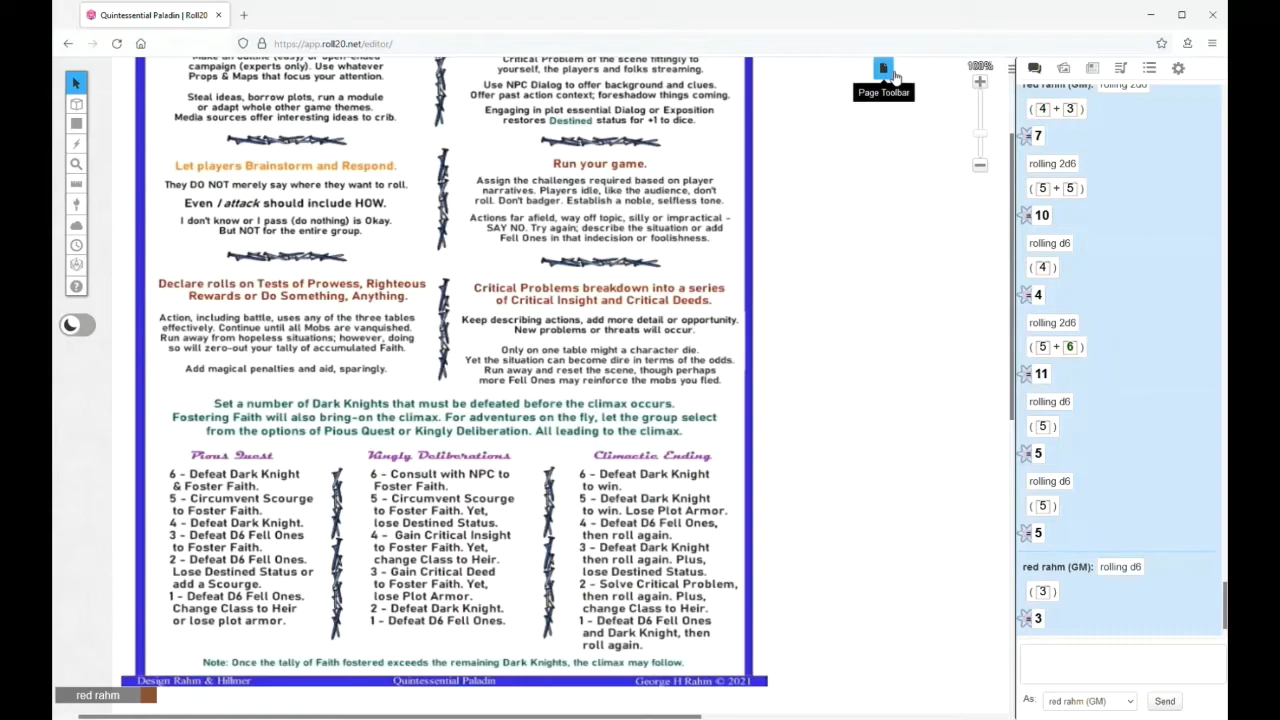 Quintessential Paladin | Roll20
https://app.roll20.net/editor/
Page Toolbar
100%
Make an outline (easy) or open-ended
campaign (experts only). Use whatever
Props & Maps that focus your attention.
Steal ideas, borrow plots, run a module
or adapt whole other game themes.
Media sources offer interesting ideas to crib.
Critical Problem of the scene fittingly to
yourself, the players and folks streaming.
Use NPC Dialog to offer background and clues.
Offer past action context; foreshadow things coming.
Engaging in plot essential Dialog or Exposition
restores Destined status for +1 to dice.
Let players Brainstorm and Respond.
They DO NOT merely say where they want to roll.
Even I attack should include HOW.
I don't know or I pass (do nothing) is Okay.
But NOT for the entire group.
Run your game.
Assign the challenges required based on player
narratives. Players idle, like the audience, don't
roll. Don't badger. Establish a noble, selfless tone.
Actions far afield, way off topic, silly or impractical -
SAY NO. Try again; describe the situation or add
Fell Ones in that indecision or foolishness.
Declare rolls on Tests of Prowess, Righteous
Rewards or Do Something, Anything.
Action, including battle, uses any of the three tables
effectively. Continue until all Mobs are vanquished.
Run away from hopeless situations; however, doing
so will zero-out your tally of accumulated Faith.
Add magical penalties and aid, sparingly.
Critical Problems breakdown into a series
of Critical Insight and Critical Deeds.
Keep describing actions, add more detail or opportunity.
New problems or threats will occur.
Only on one table might a character die.
Yet the situation can become dire in terms of the odds.
Run away and reset the scene, though perhaps
more Fell Ones may reinforce the mobs you fled.
Set a number of Dark Knights that must be defeated before the climax occurs.
Fostering Faith will also bring-on the climax. For adventures on the fly, let the group select
from the options of Pious Quest or Kingly Deliberation. All leading to the climax.
Pious Quest
6 - Defeat Dark Knight
& Foster Faith.
5 - Circumvent Scourge
to Foster Faith.
4 - Defeat Dark Knight.
3 - Defeat D6 Fell Ones
to Foster Faith.
2 - Defeat D6 Fell Ones.
Lose Destined Status or
add a Scourge.
1 - Defeat D6 Fell Ones.
Change Class to Heir
or lose plot armor.
Kingly Deliberations
6 - Consult with NPC to
Foster Faith.
5 - Circumvent Scourge
to Foster Faith. Yet,
lose Destined Status.
4 - Gain Critical Insight
to Foster Faith. Yet,
change Class to Heir.
3 - Gain Critical Deed
to Foster Faith. Yet,
lose Plot Armor.
2 - Defeat Dark Knight.
1 - Defeat D6 Fell Ones.
Climactic Ending
6 - Defeat Dark Knight
to win.
5 - Defeat Dark Knight
to win. Lose Plot Armor.
4 - Defeat D6 Fell Ones,
then roll again.
3 - Defeat Dark Knight
then roll again. Plus,
lose Destined Status.
2 - Solve Critical Problem,
then roll again. Plus,
change Class to Heir.
1 - Defeat D6 Fell Ones
and Dark Knight, then
roll again.
Note: Once the tally of Faith fostered exceeds the remaining Dark Knights, the climax may follow.
Design Rahm & Hillmer
Quintessential Paladin
George H Rahm © 2021
red rahm
red rahm (GM): rolling 2d6
( 4 + 3 )
= 7
rolling 2d6
( 5 + 5 )
= 10
rolling d6
( 4 )
= 4
rolling 2d6
( 5 + 6 )
= 11
rolling d6
( 5 )
= 5
rolling d6
( 5 )
= 5
red rahm (GM): rolling d6
( 3 )
= 3
As: red rahm (GM)
Send